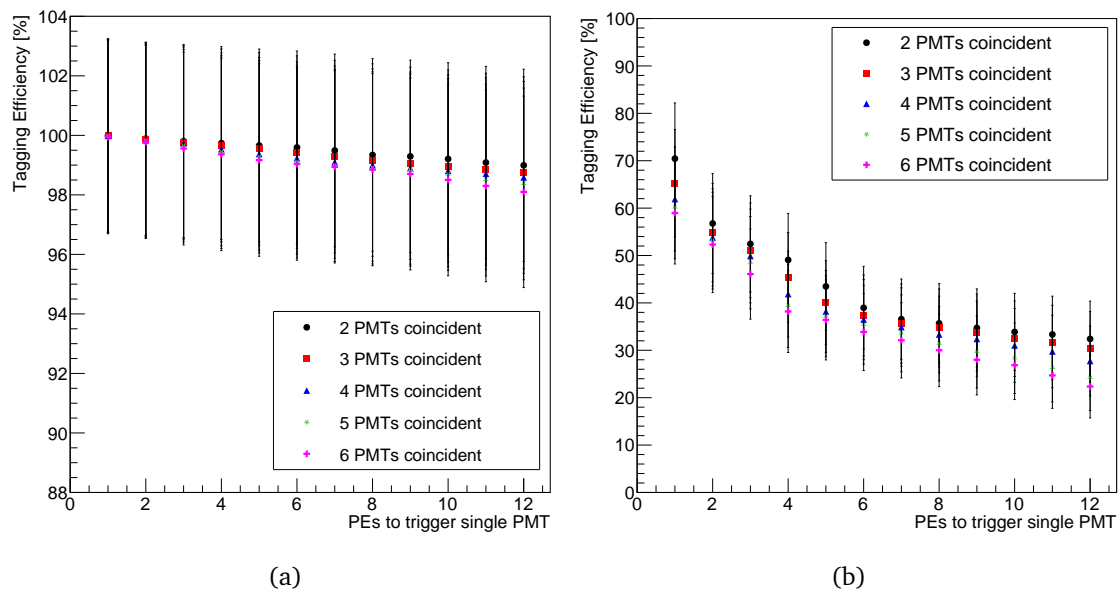 Tagging Efficiency [%]
104
102
100
98
96
94
92
90
88
2 PMTs coincident
3 PMTs coincident
4 PMTs coincident
5 PMTs coincident
6 PMTs coincident
0 2 4 6 8 10 12
PEs to trigger single PMT
(a)
Tagging Efficiency [%]
100
90
80
70
60
50
40
30
20
10
0
2 PMTs coincident
3 PMTs coincident
4 PMTs coincident
5 PMTs coincident
6 PMTs coincident
0 2 4 6 8 10 12
PEs to trigger single PMT
(b)